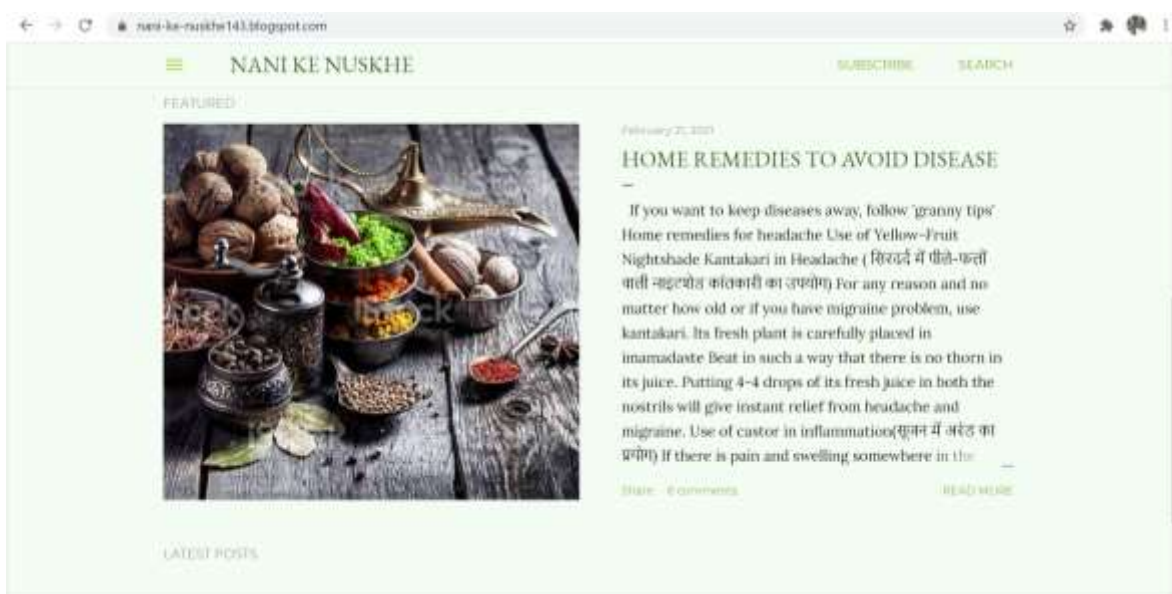 nani-ke-nuskhe143.blogspot.com
NANI KE NUSKHE
SUBSCRIBE
SEARCH
FEATURED
February 21, 2021
HOME REMEDIES TO AVOID DISEASE
If you want to keep diseases away, follow 'granny tips'
Home remedies for headache Use of Yellow-Fruit
Nightshade Kantakari in Headache ( सिरदर्द में पीले-फलों
वाली नाइटशेड कांतकारी का उपयोग) For any reason and no
matter how old or if you have migraine problem, use
kantakari. Its fresh plant is carefully placed in
imamadaste Beat in such a way that there is no thorn in
its juice. Putting 4-4 drops of its fresh juice in both the
nostrils will give instant relief from headache and
migraine. Use of castor in inflammation(सूजन में अरंड का
प्रयोग) If there is pain and swelling somewhere in the
Share
comments
READ MORE
LATEST POSTS